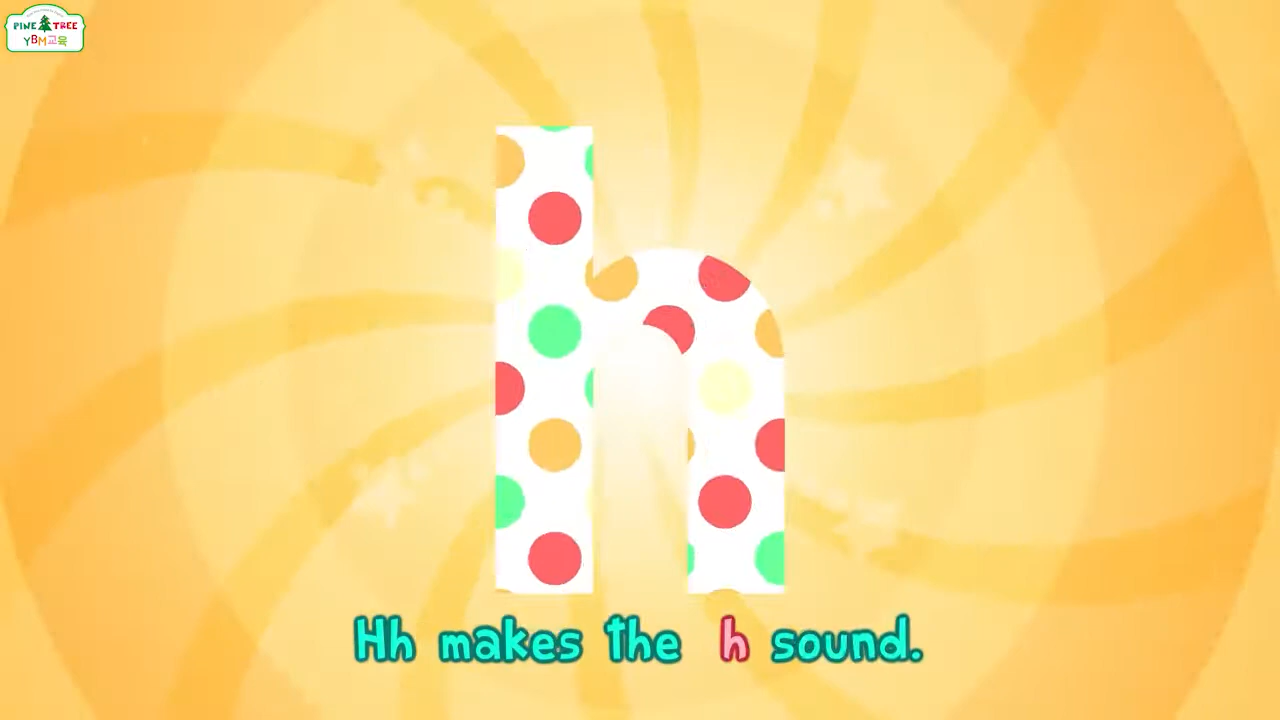 PINE TREE
YBM교육
h
Hh makes the h sound.